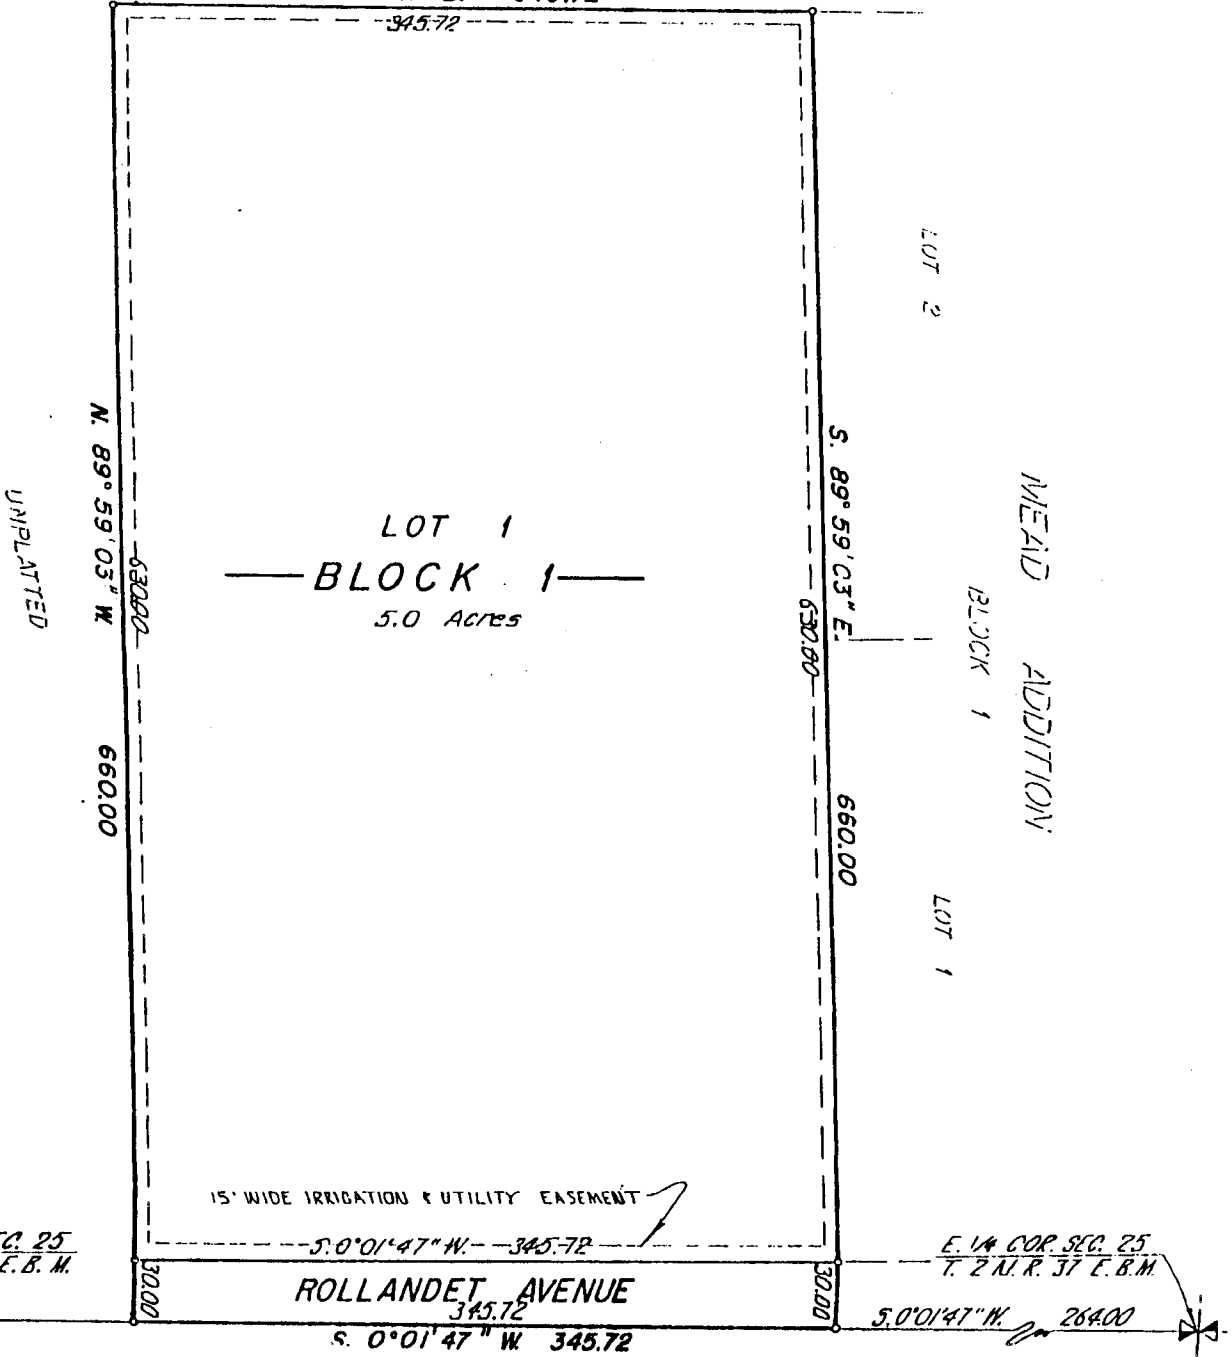 345.72
LOT 2
N. 89° 59' 03" W.
660.00
630.00
UNPLATTED
LOT 1
BLOCK 1
5.0 Acres
S. 89° 59' 03" E.
660.00
630.00
MEAD ADDITION
BLOCK 1
LOT 1
15' WIDE IRRIGATION & UTILITY EASEMENT
S. 0° 01' 47" W. 345.72
30.00
ROLLANDET AVENUE
30.00
345.72
S. 0° 01' 47" W. 345.72
C. 25
E. B. M.
E. 1/4 COR. SEC. 25
T. 2 N. R. 37 E. B.M.
S. 0° 01' 47" W. 264.00